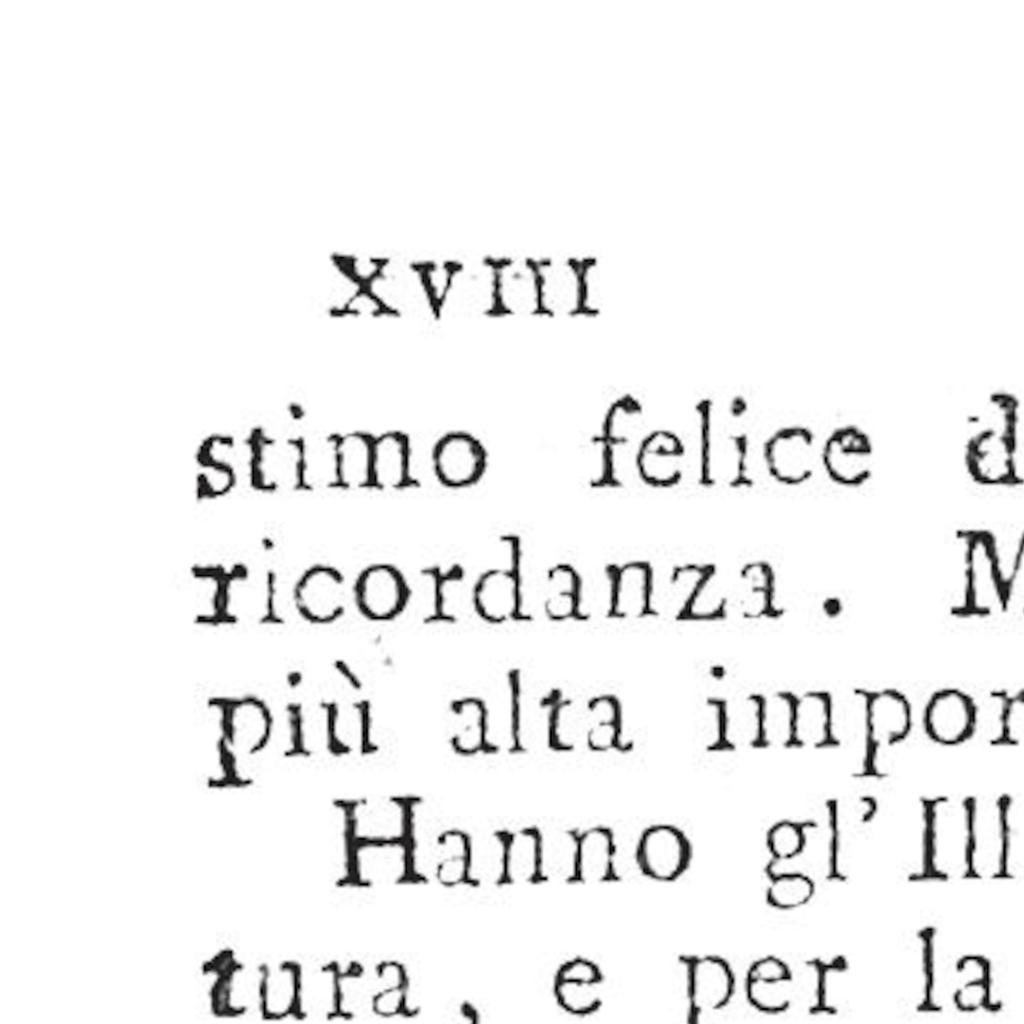 XVIII
stimo felice d
ricordanza. M
più alta impor
Hanno gl' Ill
tura, e per la